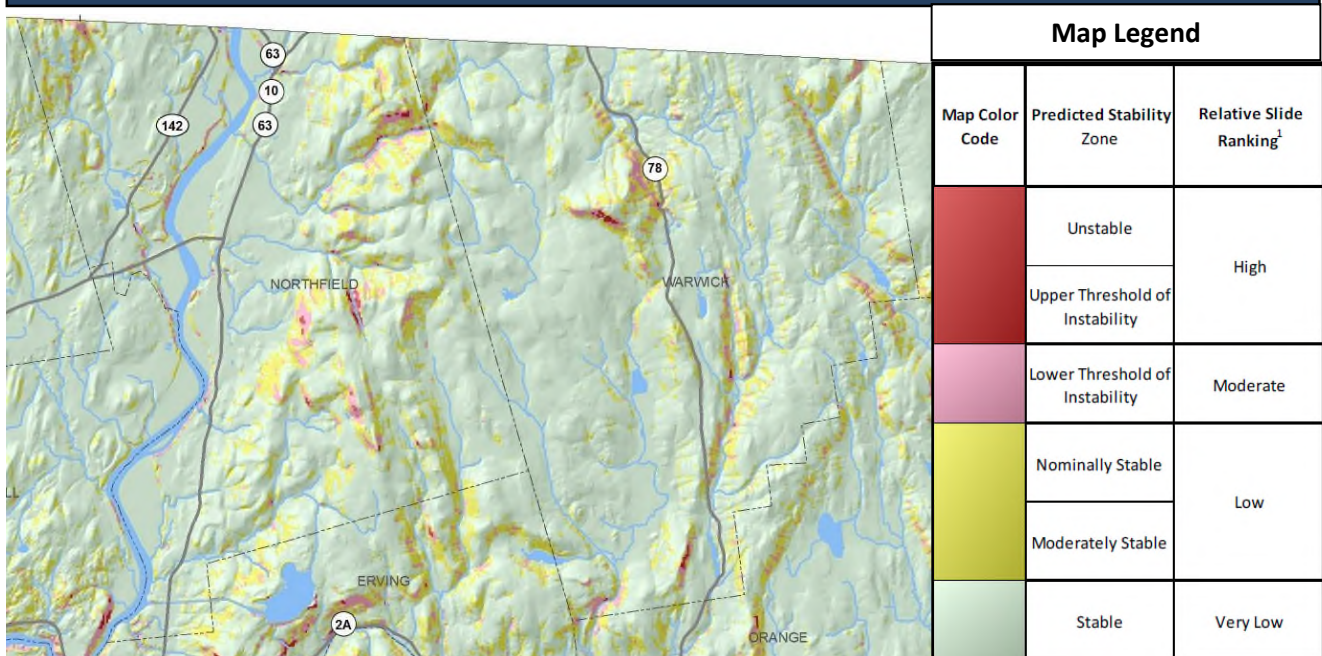 63
10
63
142
78
NORTHFIELD
WARWICK
LL
ERVING
2A
ORANGE
Map Legend
Map Color
Code
Predicted Stability
Zone
Relative Slide
Ranking1
Unstable
High
Upper Threshold of
Instability
Lower Threshold of
Instability
Moderate
Nominally Stable
Low
Moderately Stable
Stable
Very Low